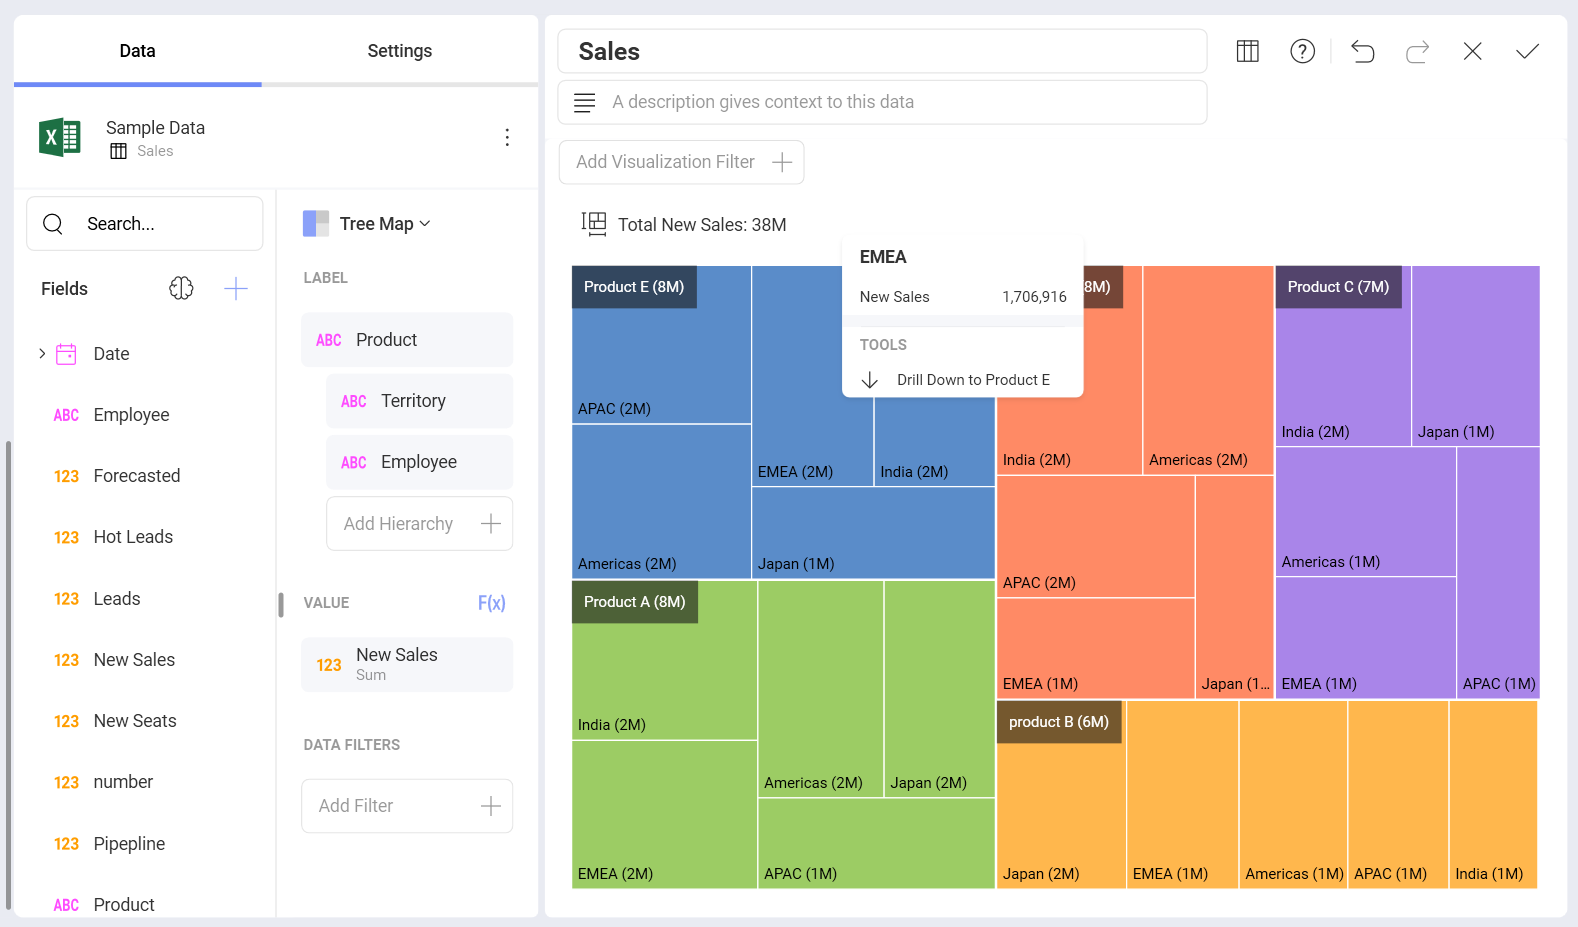 Data
Settings
Sample Data
Sales
Search...
Fields
Date
ABC Employee
123 Forecasted
123 Hot Leads
123 Leads
123 New Sales
123 New Seats
123 number
123 Pipepline
ABC Product
Tree Map
LABEL
ABC Product
ABC Territory
ABC Employee
Add Hierarchy
VALUE F(x)
123 New Sales
Sum
DATA FILTERS
Add Filter
Sales
A description gives context to this data
Add Visualization Filter
Total New Sales: 38M
EMEA
New Sales 1,706,916
TOOLS
Drill Down to Product E
Product E (8M)
APAC (2M)
EMEA (2M)
India (2M)
Americas (2M)
Japan (1M)
Product A (8M)
India (2M)
Americas (2M)
Japan (2M)
EMEA (2M)
APAC (1M)
8M)
India (2M)
Americas (2M)
APAC (2M)
EMEA (1M)
Japan (1...
Product C (7M)
India (2M)
Japan (1M)
Americas (1M)
EMEA (1M)
APAC (1M)
product B (6M)
Japan (2M)
EMEA (1M)
Americas (1M)
APAC (1M)
India (1M)